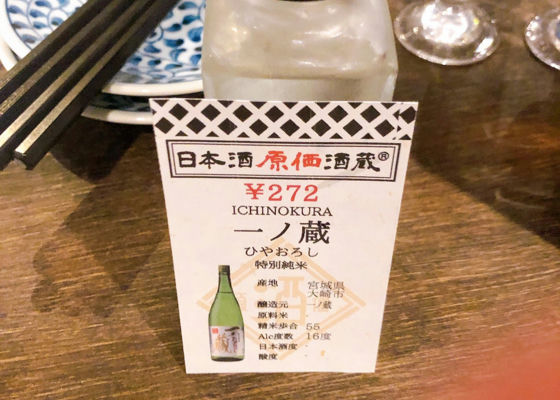 日本酒原価酒蔵®
¥272
ICHINOKURA
一ノ蔵
ひやおろし
特別純米
産地 宮城県
大崎市
醸造元 一ノ蔵
原料米
精米歩合 55
Alc度数 16度
日本酒度
酸度